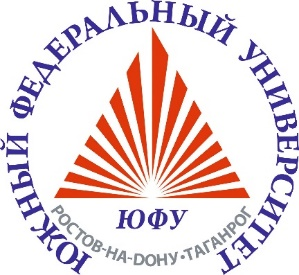 ЮЖНЫЙ ФЕДЕРАЛЬНЫЙ УНИВЕРСИТЕТ
ЮФУ
РОСТОВ-НА-ДОНУ·ТАГАНРОГ